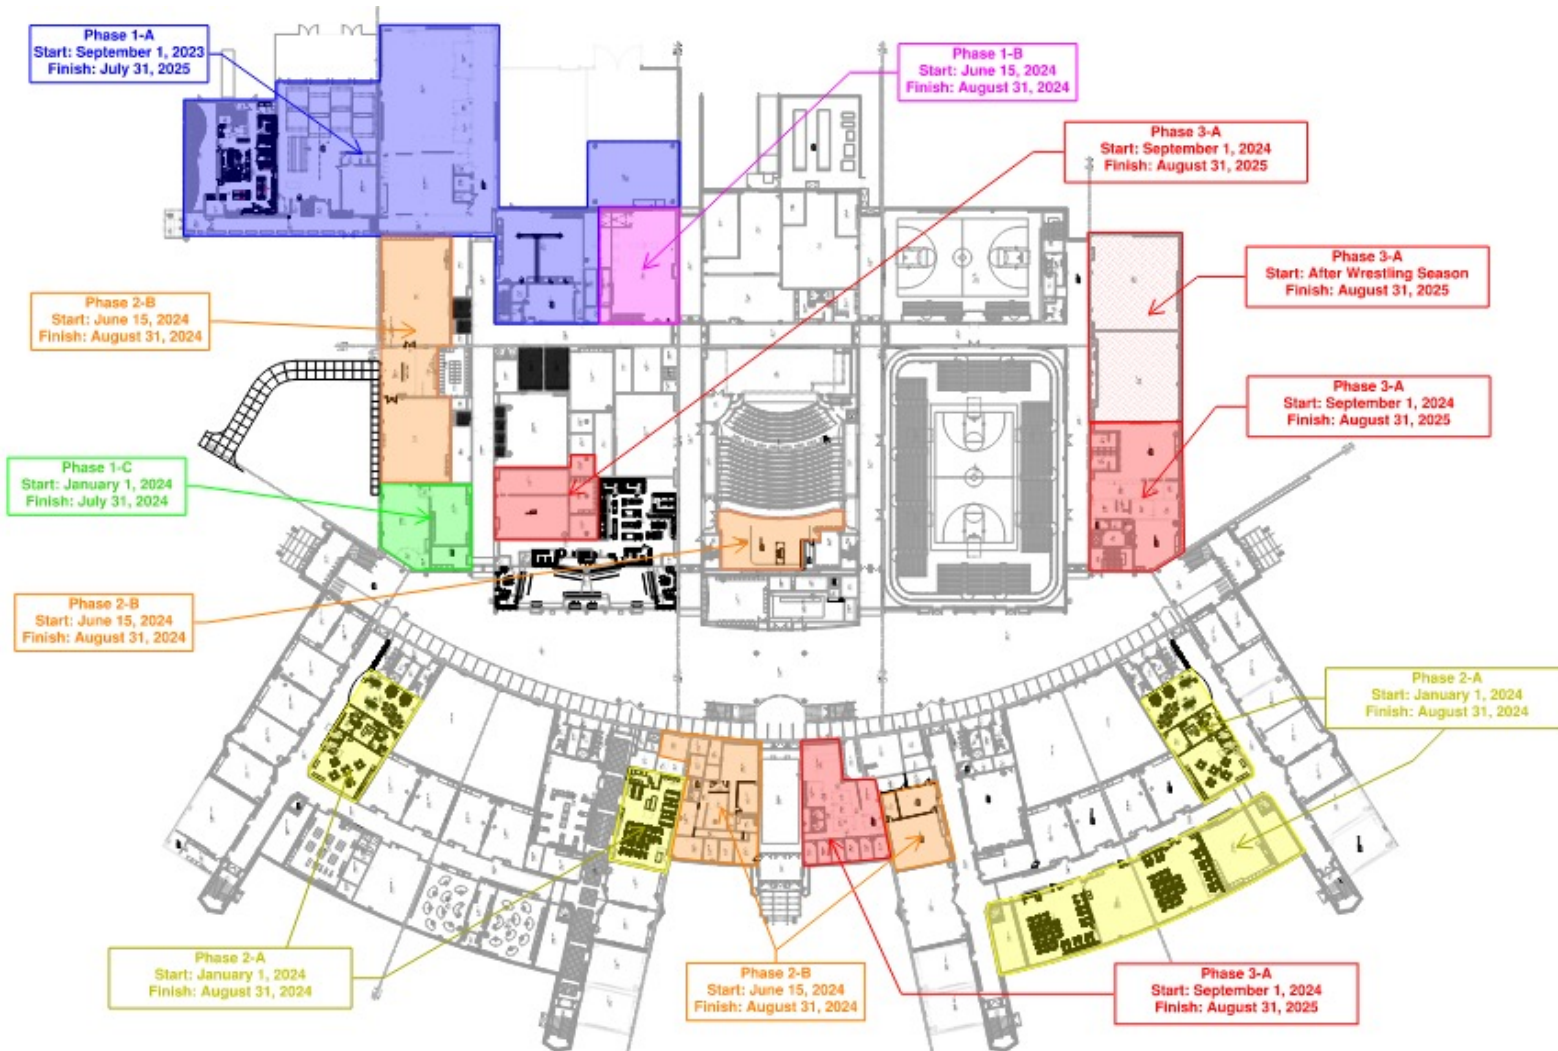 Phase 1-A
Start: September 1, 2023
Finish: July 31, 2025
Phase 1-B
Start: June 15, 2024
Finish: August 31, 2024
Phase 3-A
Start: September 1, 2024
Finish: August 31, 2025
Phase 3-A
Start: After Wrestling Season
Finish: August 31, 2025
Phase 2-B
Start: June 15, 2024
Finish: August 31, 2024
Phase 3-A
Start: September 1, 2024
Finish: August 31, 2025
Phase 1-C
Start: January 1, 2024
Finish: July 31, 2024
Phase 2-B
Start: June 15, 2024
Finish: August 31, 2024
Phase 2-A
Start: January 1, 2024
Finish: August 31, 2024
Phase 2-A
Start: January 1, 2024
Finish: August 31, 2024
Phase 2-B
Start: June 15, 2024
Finish: August 31, 2024
Phase 3-A
Start: September 1, 2024
Finish: August 31, 2025